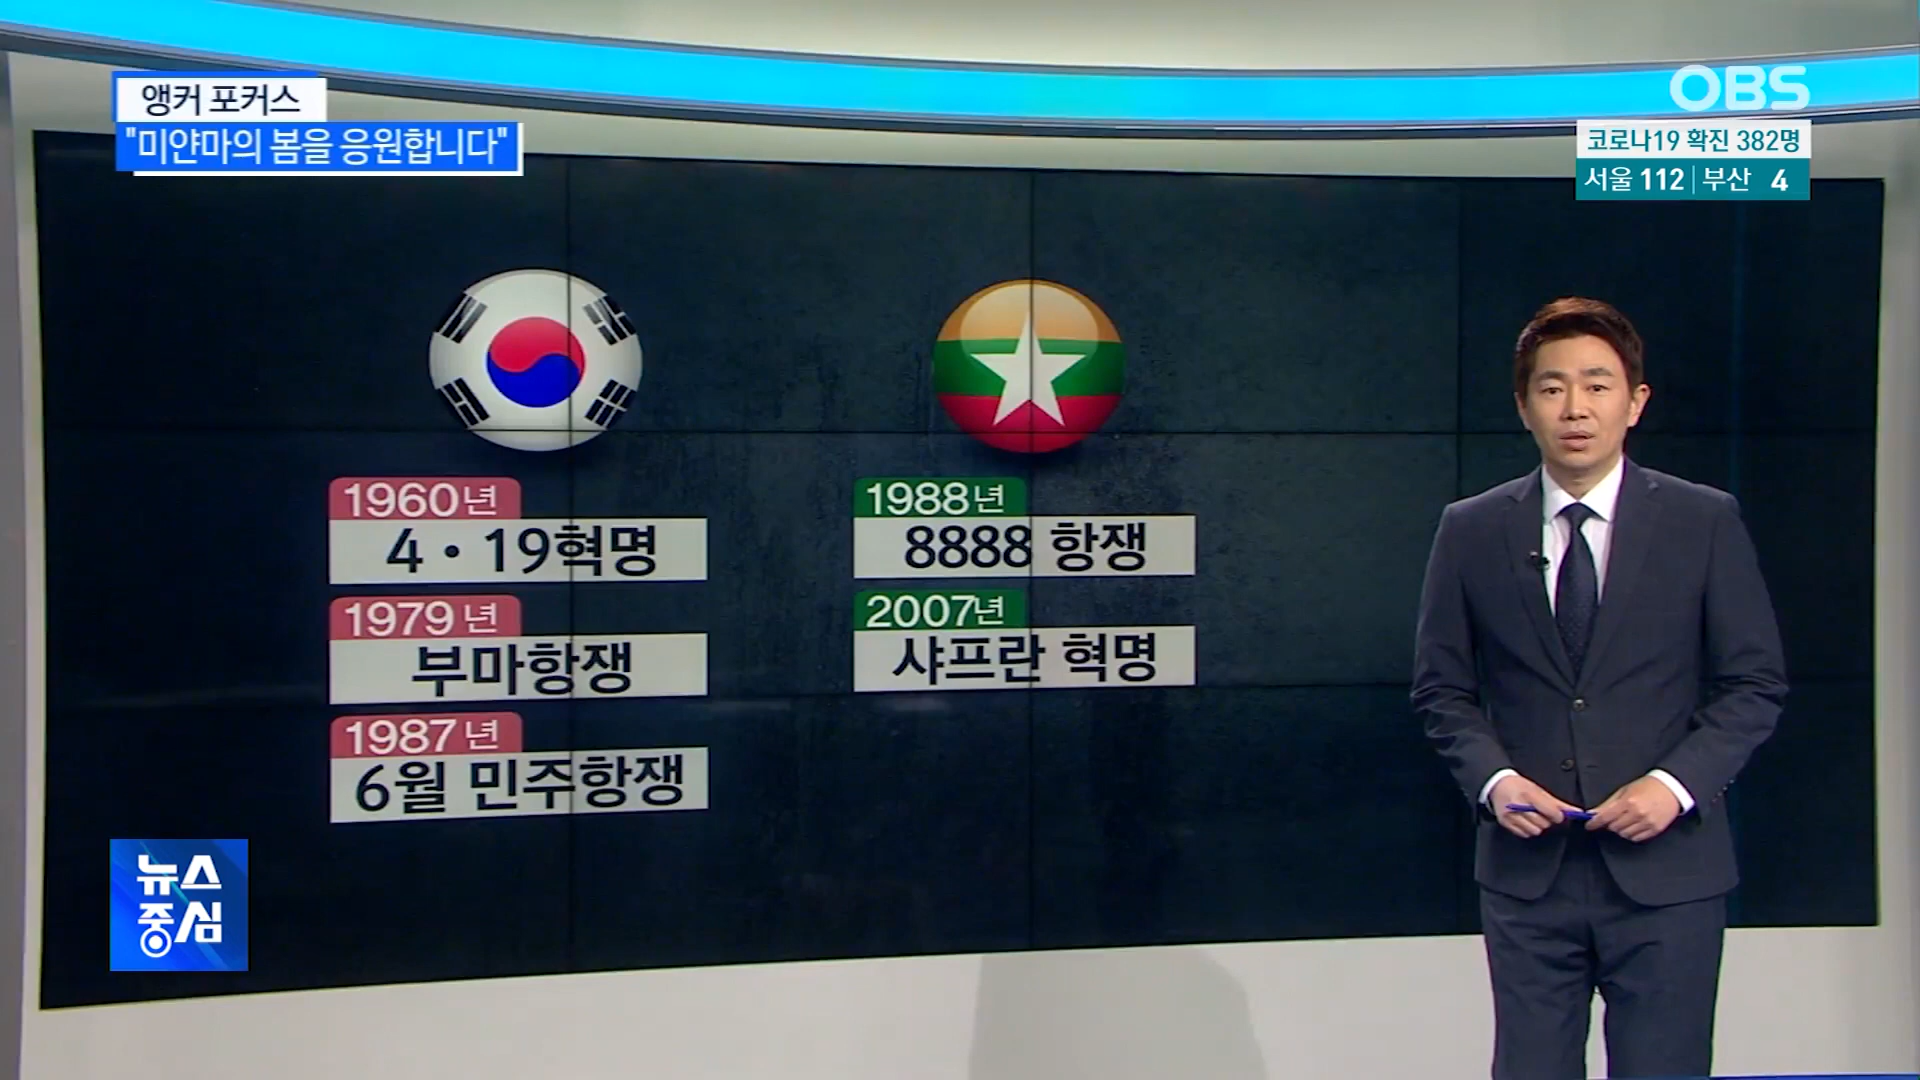 앵커 포커스
"미얀마의 봄을 응원합니다"
OBS
코로나19 확진 382명
서울 112 | 부산 4
1960년
4·19혁명
1979년
부마항쟁
1987년
6월 민주항쟁
1988년
8888 항쟁
2007년
샤프란 혁명
뉴스
중심